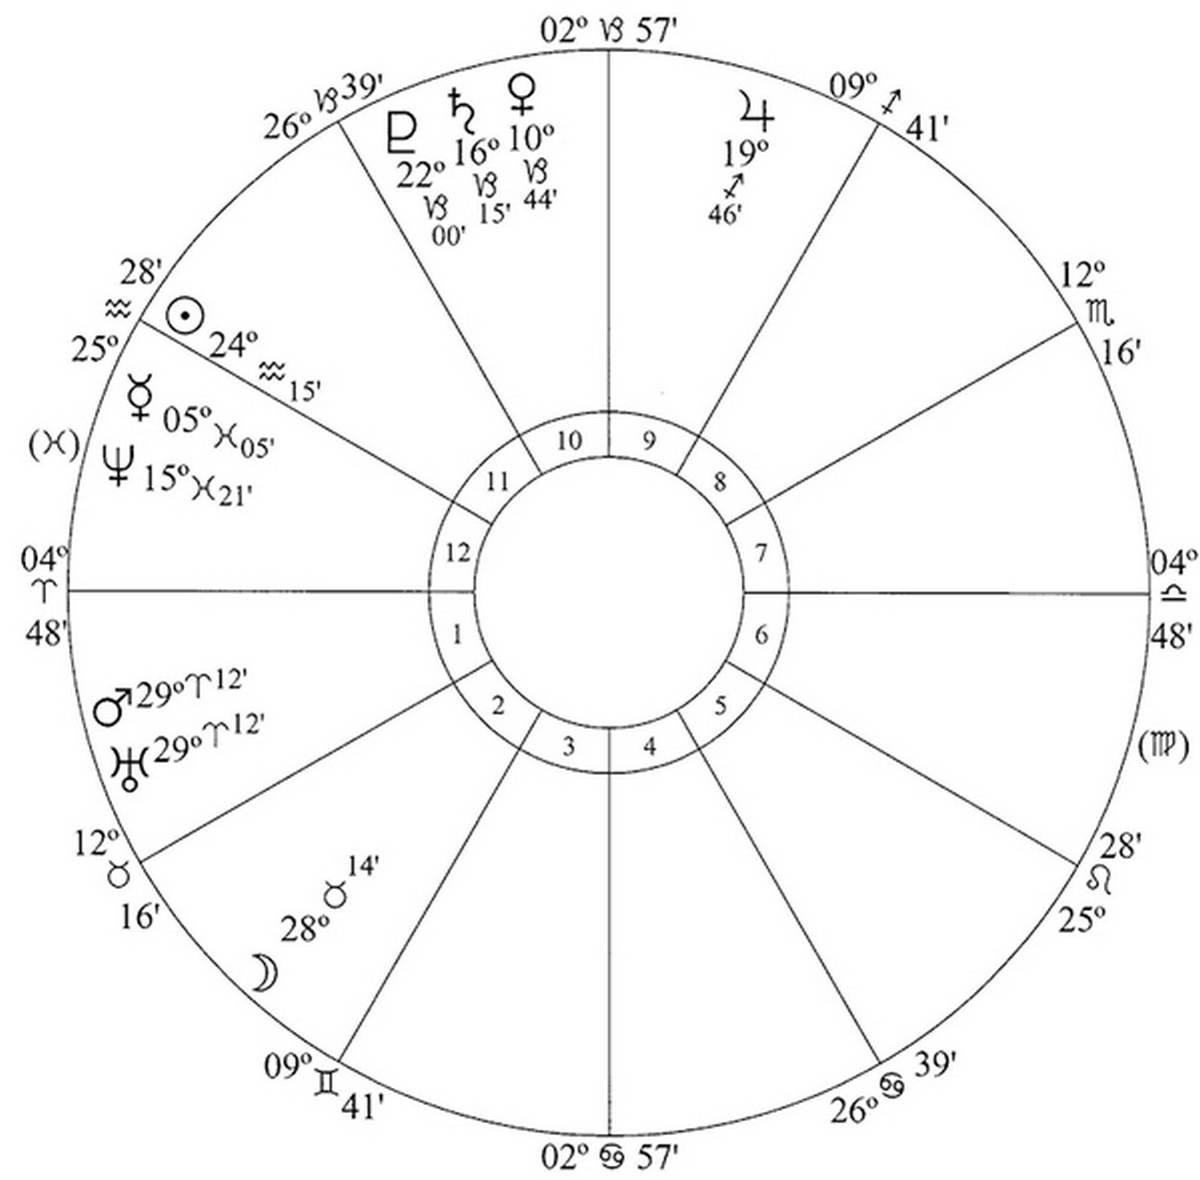 02º ♑ 57'
26º ♑ 39'
09º ♐ 41'
♇ 22º ♑ 00'
♄ 16º ♑ 15'
♀ 10º ♑ 44'
♃ 19º ♐ 46'
28' ♒ 25º
☉ 24º ♒ 15'
12º ♏ 16'
☿ 05º ♓ 05'
(♓)
♆ 15º ♓ 21'
10 9
11 8
12 7
04º ♈ 48'
04º ♎ 48'
1 6
2 5
3 4
♂ 29º ♈ 12'
♅ 29º ♈ 12'
(♍)
12º ♉ 16'
28' ♌ 25º
☽ 28º ♉ 14'
09º ♊ 41'
26º ♋ 39'
02º ♋ 57'